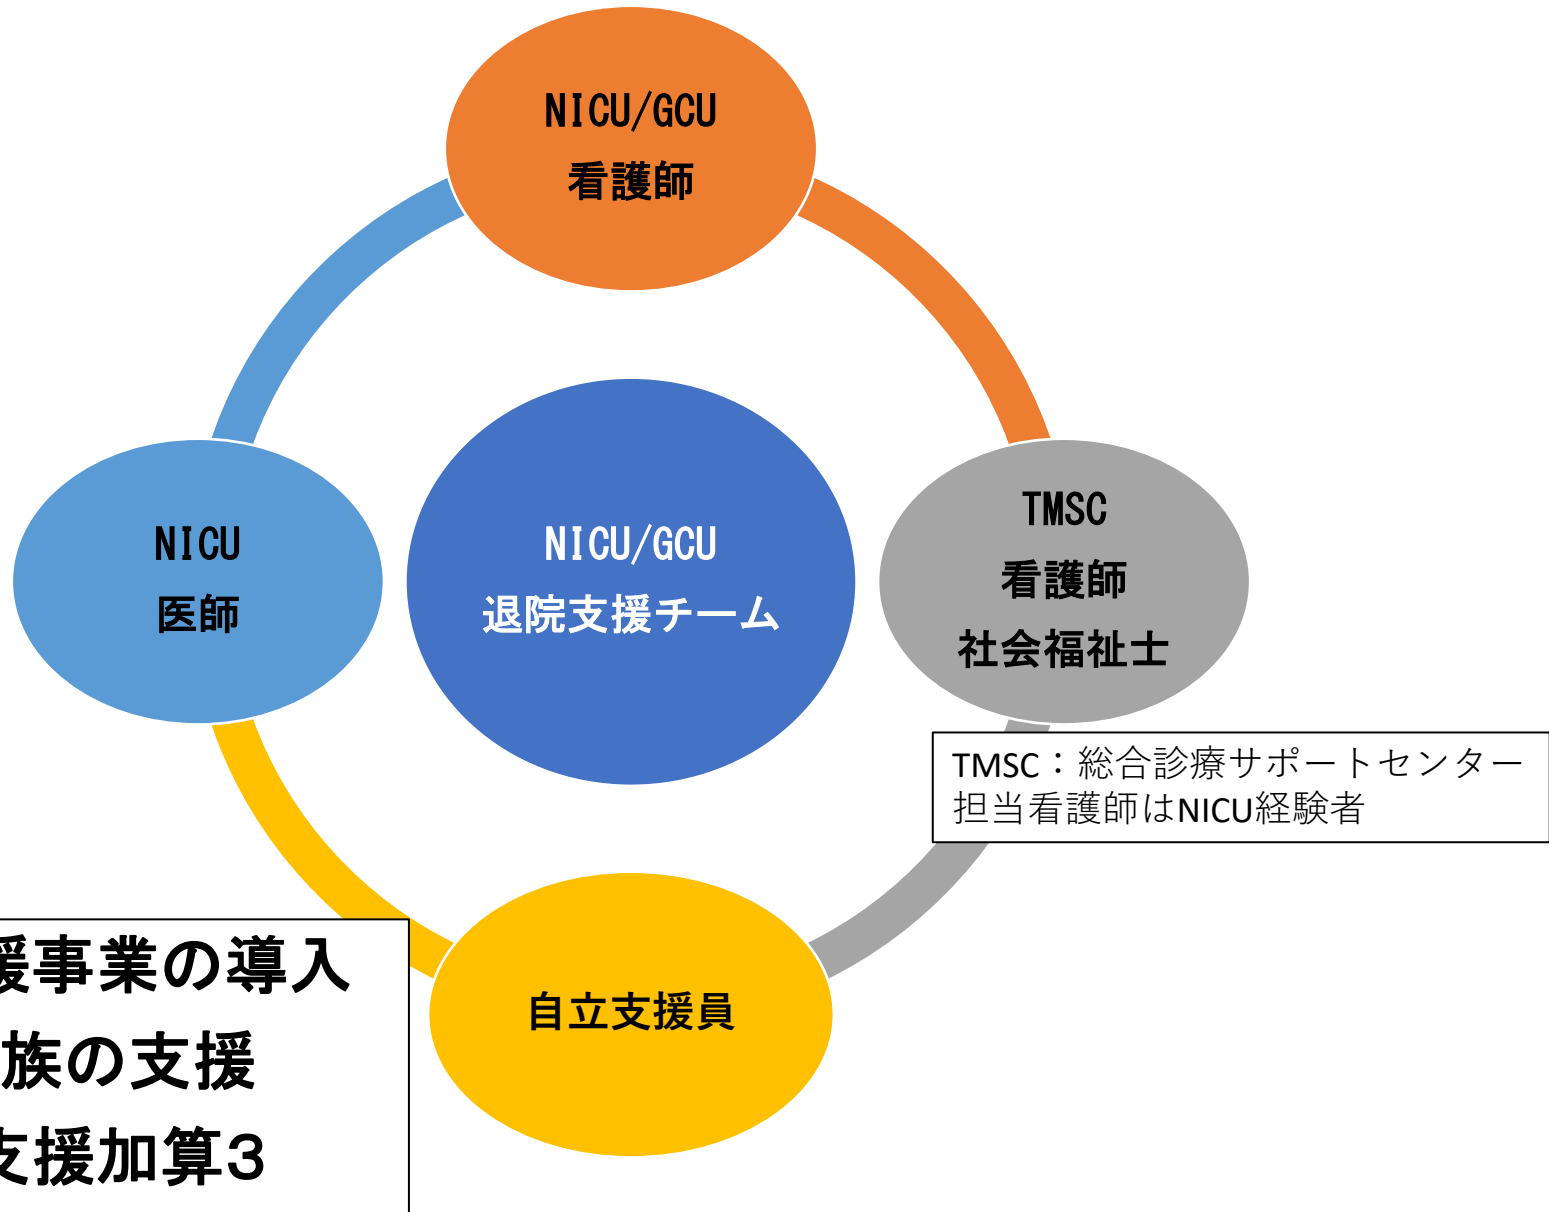 NICU/GCU
看護師
NICU
医師
NICU/GCU
退院支援チーム
TMSC
看護師
社会福祉士
TMSC：総合診療サポートセンター
担当看護師はNICU経験者
自立支援員
援事業の導入
族の支援
支援加算3